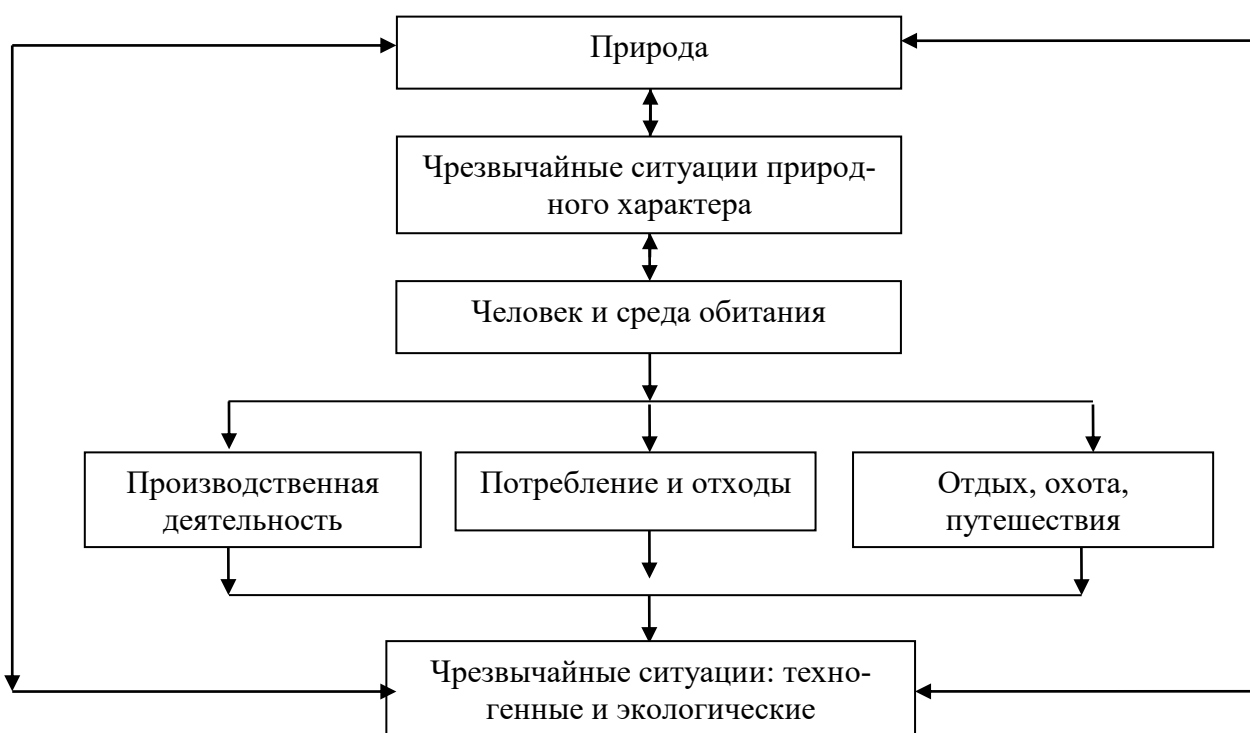 Природа
Чрезвычайные ситуации природ-
ного характера
Человек и среда обитания
Производственная
деятельность
Потребление и отходы
Отдых, охота,
путешествия
Чрезвычайные ситуации: техно-
генные и экологические